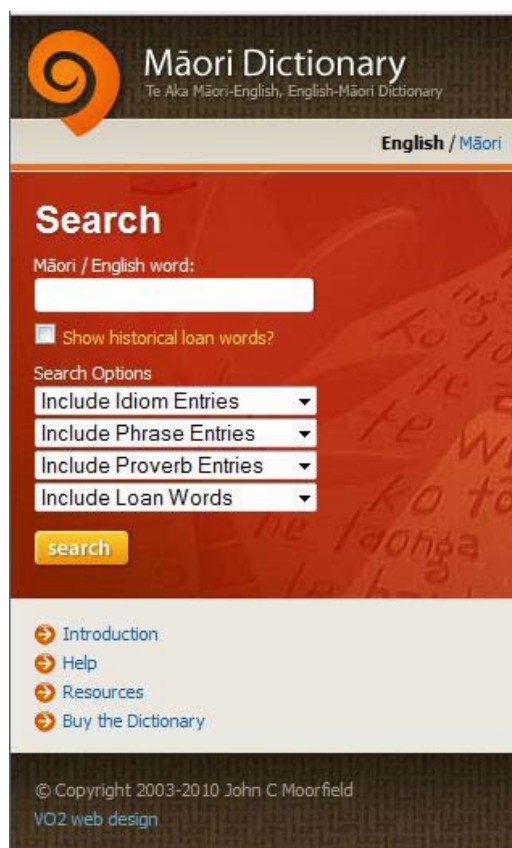 Māori Dictionary
Te Aka Māori-English, English-Māori Dictionary
English / Māori
Search
Māori / English word:
Show historical loan words?
Search Options
Include Idiom Entries
Include Phrase Entries
Include Proverb Entries
Include Loan Words
search
Introduction
Help
Resources
Buy the Dictionary
© Copyright 2003-2010 John C Moorfield
VO2 web design